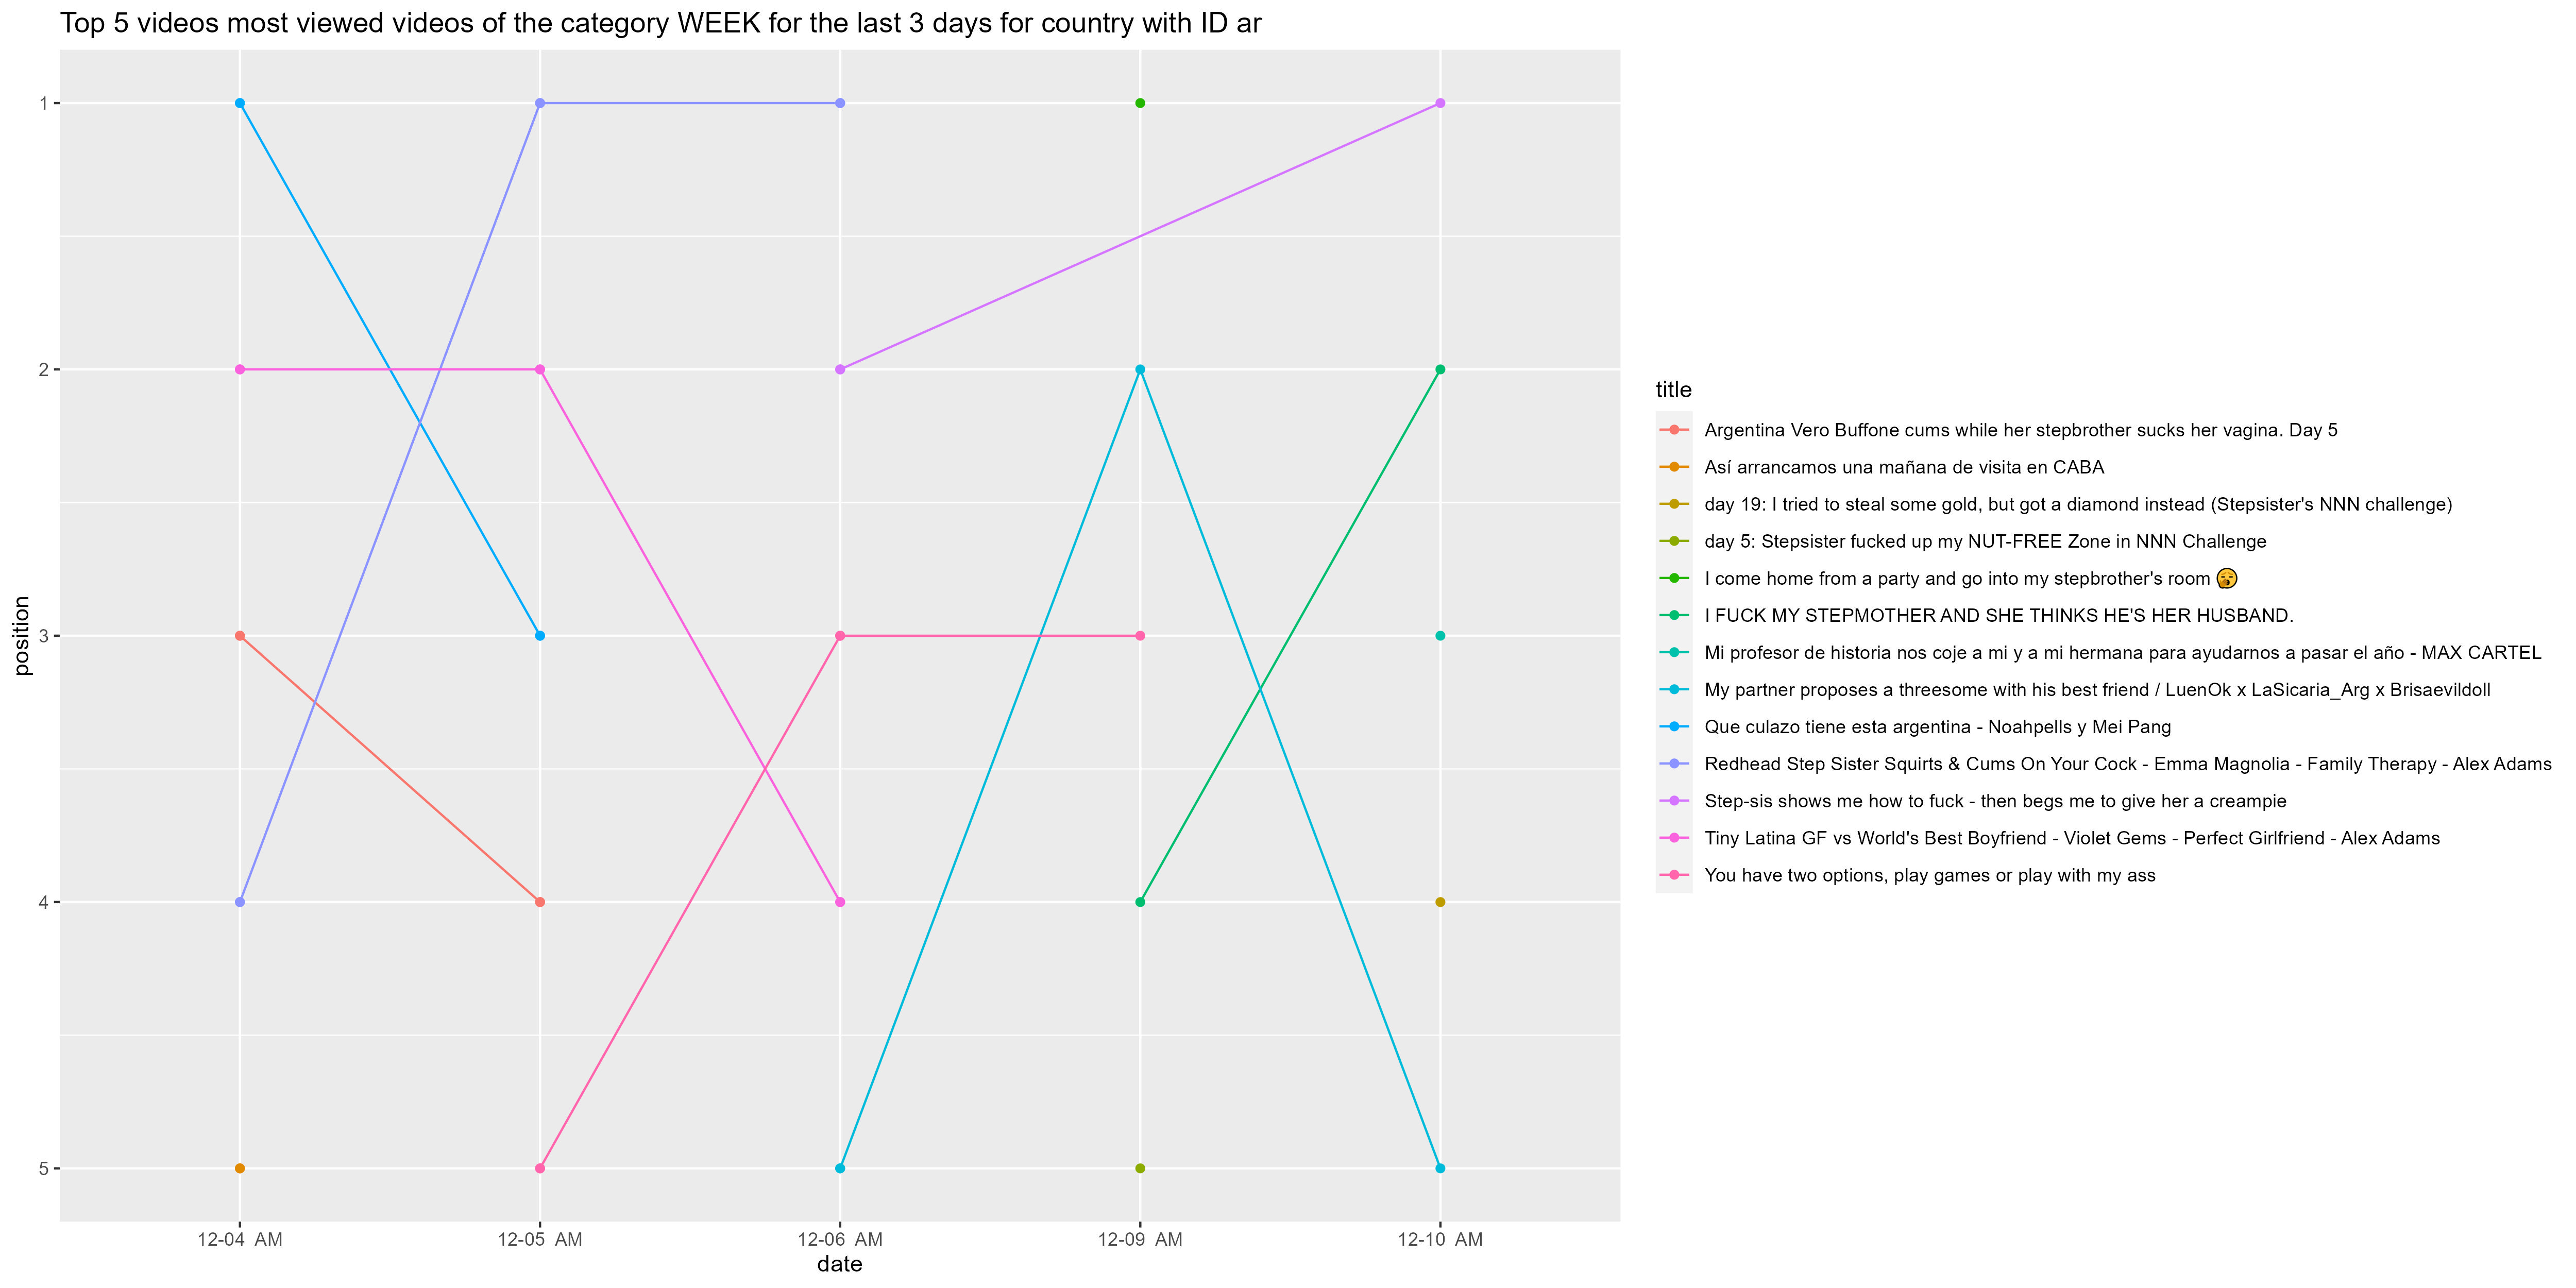 Top 5 videos most viewed videos of the category WEEK for the last 3 days for country with ID ar
position
1
2
3
4
5
12-04 AM
12-05 AM
12-06 AM
12-09 AM
12-10 AM
date
title
Argentina Vero Buffone cums while her stepbrother sucks her vagina. Day 5
Así arrancamos una mañana de visita en CABA
day 19: I tried to steal some gold, but got a diamond instead (Stepsister's NNN challenge)
day 5: Stepsister fucked up my NUT-FREE Zone in NNN Challenge
I come home from a party and go into my stepbrother's room 🥱
I FUCK MY STEPMOTHER AND SHE THINKS HE'S HER HUSBAND.
Mi profesor de historia nos coje a mi y a mi hermana para ayudarnos a pasar el año - MAX CARTEL
My partner proposes a threesome with his best friend / LuenOk x LaSicaria_Arg x Brisaevildoll
Que culazo tiene esta argentina - Noahpells y Mei Pang
Redhead Step Sister Squirts & Cums On Your Cock - Emma Magnolia - Family Therapy - Alex Adams
Step-sis shows me how to fuck - then begs me to give her a creampie
Tiny Latina GF vs World's Best Boyfriend - Violet Gems - Perfect Girlfriend - Alex Adams
You have two options, play games or play with my ass